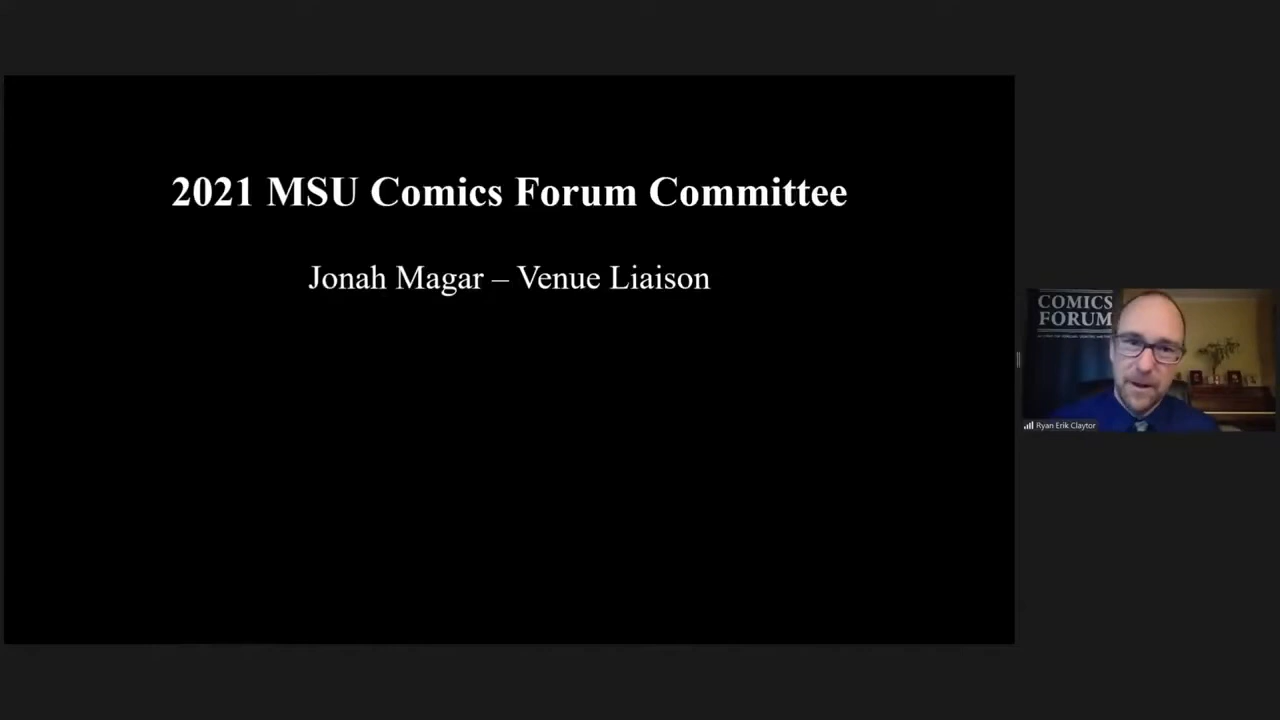 2021 MSU Comics Forum Committee
Jonah Magar – Venue Liaison
COMICS
FORUM
Ryan Erik Claytor